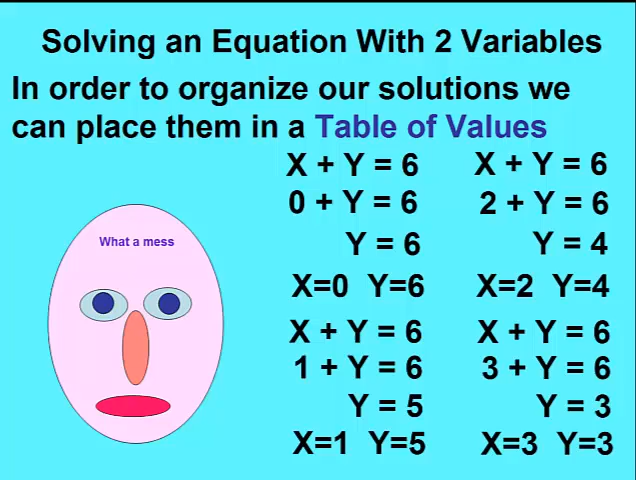 Solving an Equation With 2 Variables
In order to organize our solutions we
can place them in a Table of Values
What a mess
X + Y = 6
0 + Y = 6
Y = 6
X=0 Y=6
X + Y = 6
2 + Y = 6
Y = 4
X=2 Y=4
X + Y = 6
1 + Y = 6
Y = 5
X=1 Y=5
X + Y = 6
3 + Y = 6
Y = 3
X=3 Y=3